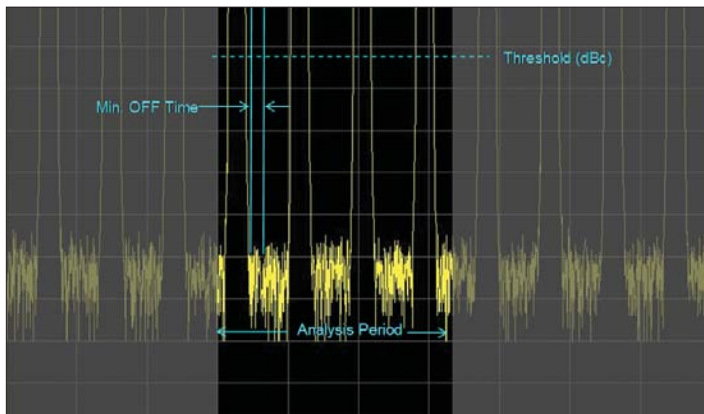 Threshold (dBc)
Min. OFF Time
Analysis Period